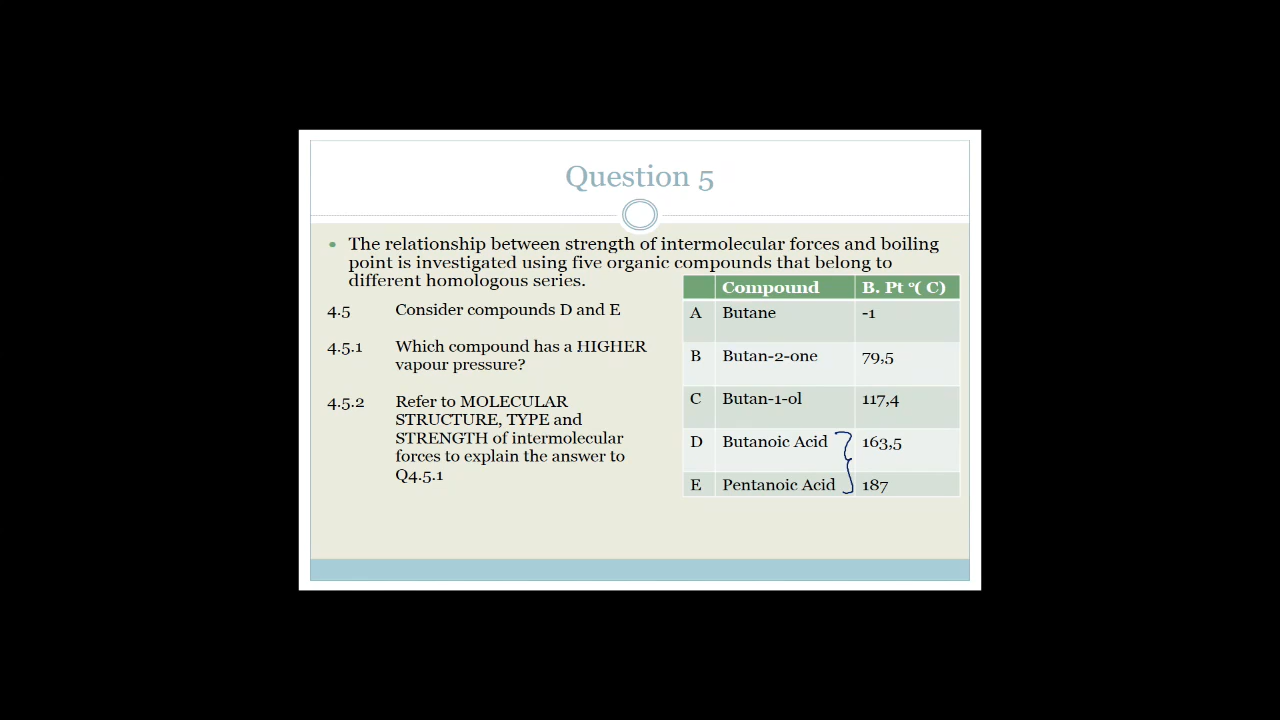 Question 5
• The relationship between strength of intermolecular forces and boiling
point is investigated using five organic compounds that belong to
different homologous series.
4.5 Consider compounds D and E
4.5.1 Which compound has a HIGHER
vapour pressure?
4.5.2 Refer to MOLECULAR
STRUCTURE, TYPE and
STRENGTH of intermolecular
forces to explain the answer to
Q4.5.1
Compound B. Pt º( C)
A Butane -1
B Butan-2-one 79,5
C Butan-1-ol 117,4
D Butanoic Acid 163,5
E Pentanoic Acid 187